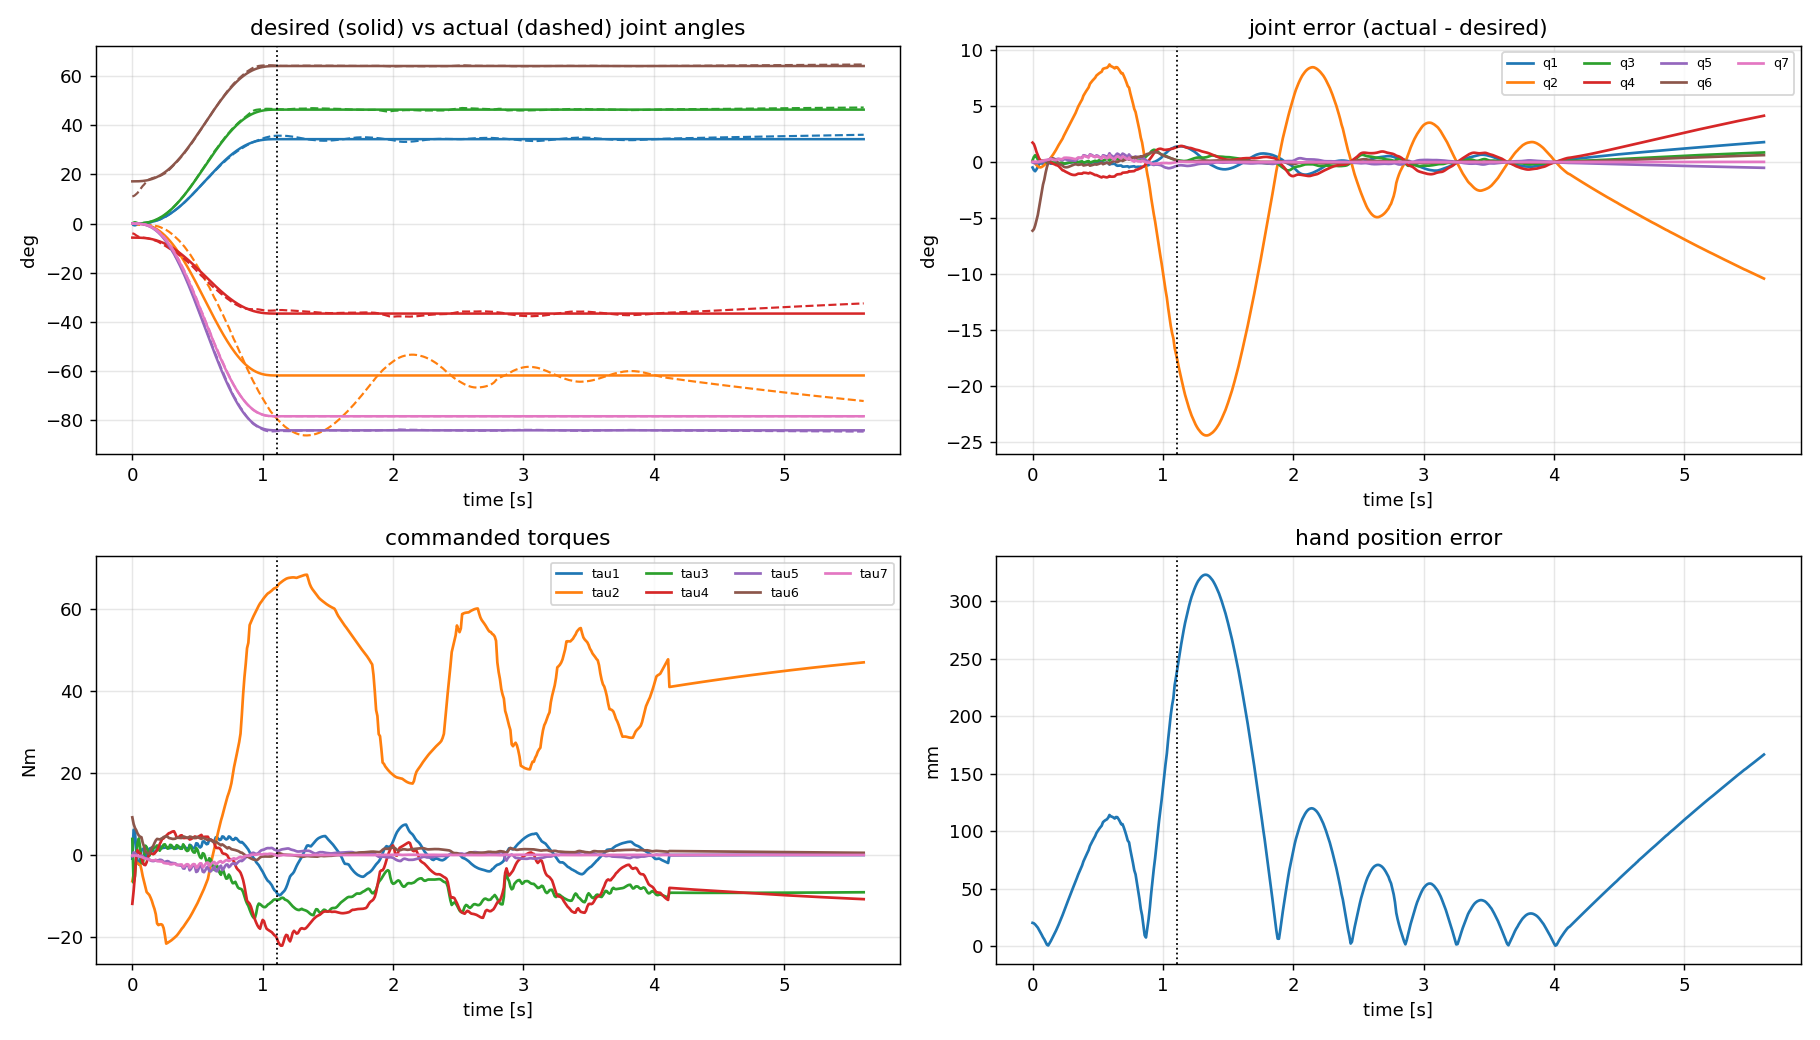 desired (solid) vs actual (dashed) joint angles
deg
60
40
20
0
−20
−40
−60
−80
0 1 2 3 4 5
time [s]
joint error (actual - desired)
deg
10
5
0
−5
−10
−15
−20
−25
q1 q3 q5 q7
q2 q4 q6
0 1 2 3 4 5
time [s]
commanded torques
Nm
60
40
20
0
−20
tau1 tau3 tau5 tau7
tau2 tau4 tau6
0 1 2 3 4 5
time [s]
hand position error
mm
300
250
200
150
100
50
0
0 1 2 3 4 5
time [s]